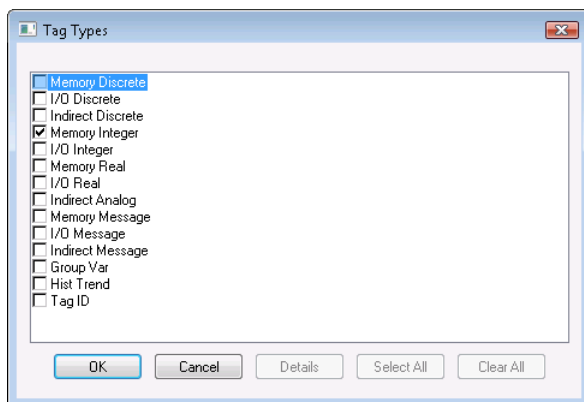 Tag Types
Memory Discrete
I/O Discrete
Indirect Discrete
Memory Integer
I/O Integer
Memory Real
I/O Real
Indirect Analog
Memory Message
I/O Message
Indirect Message
Group Var
Hist Trend
Tag ID
OK Cancel Details Select All Clear All